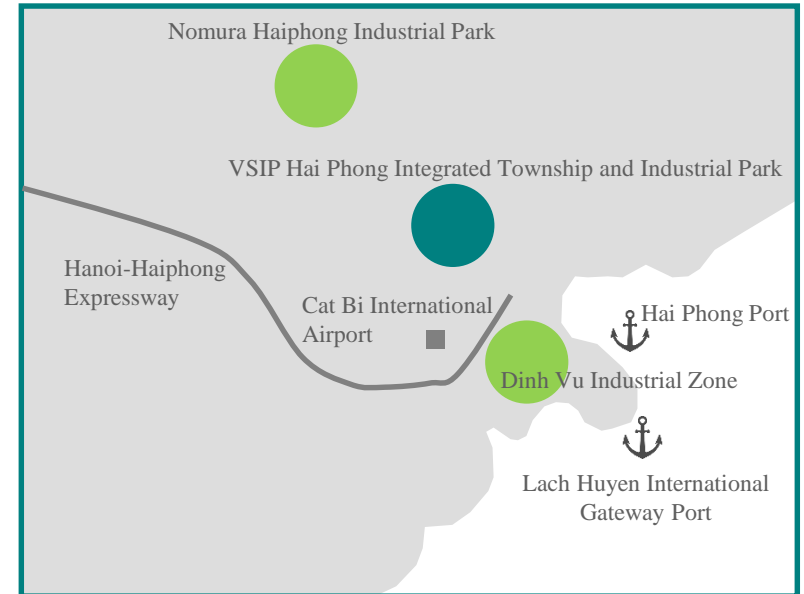 Nomura Haiphong Industrial Park
VSIP Hai Phong Integrated Township and Industrial Park
Hanoi-Haiphong
Expressway
Cat Bi International
Airport
Hai Phong Port
Dinh Vu Industrial Zone
Lach Huyen International
Gateway Port